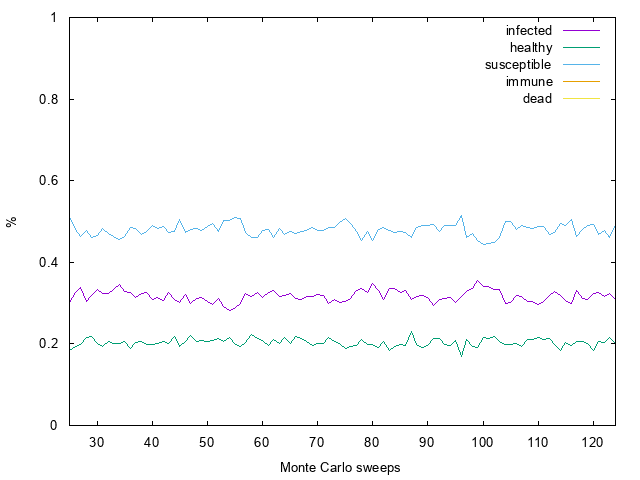 1
infected
healthy
susceptible
0.8
immune
dead
0.6
%
0.4
0.2
0
30 40 50 60 70 80 90 100 110 120
Monte Carlo sweeps